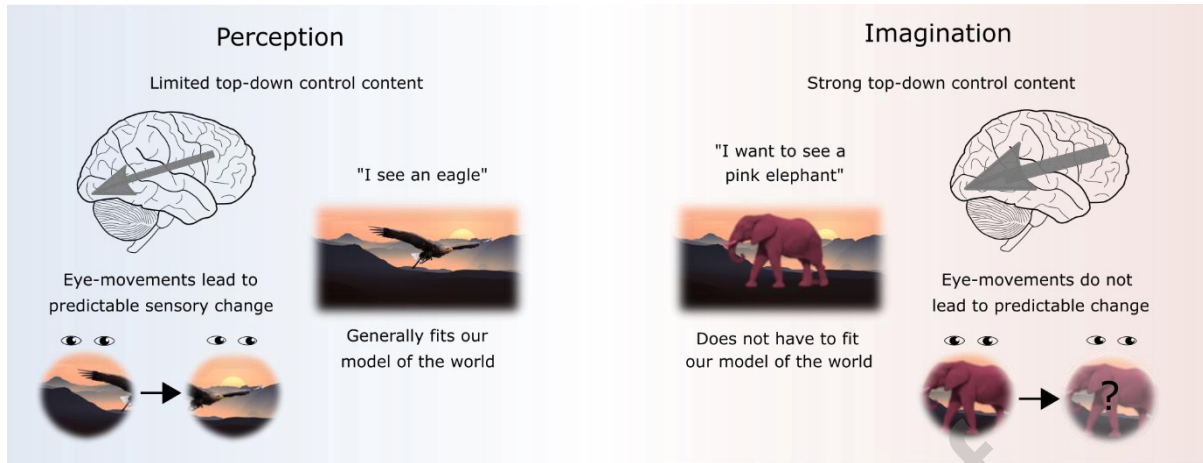 Perception
Limited top-down control content
"I see an eagle"
Eye-movements lead to
predictable sensory change
Generally fits our
model of the world
Imagination
Strong top-down control content
"I want to see a
pink elephant"
Does not have to fit
our model of the world
Eye-movements do not
lead to predictable change
?